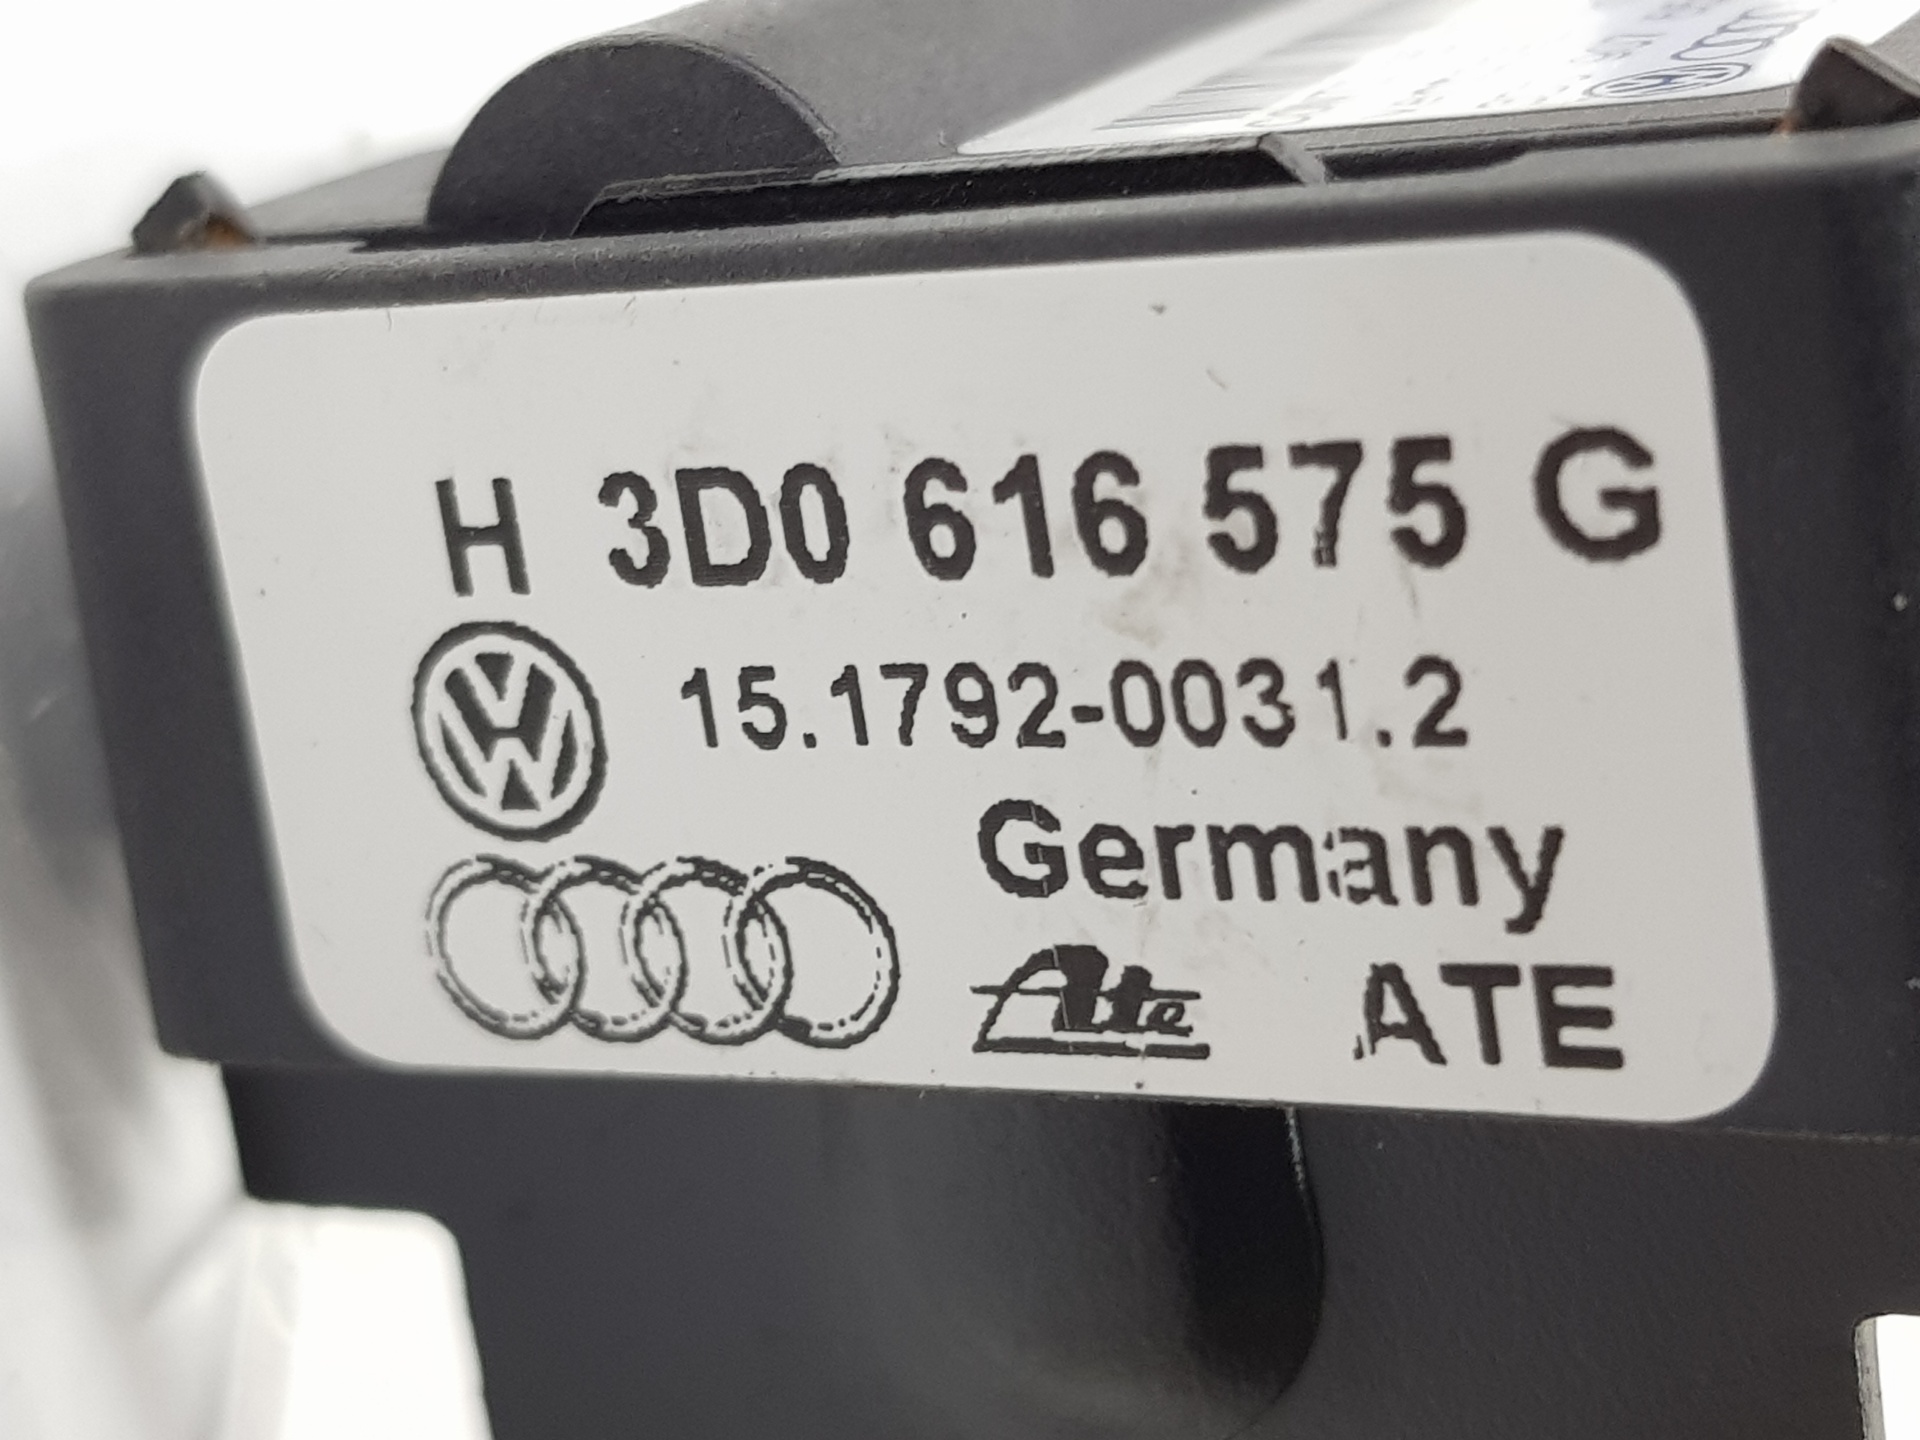 H 3D0 616 575 G
15.1792-0031.2
Germany
Ate ATE